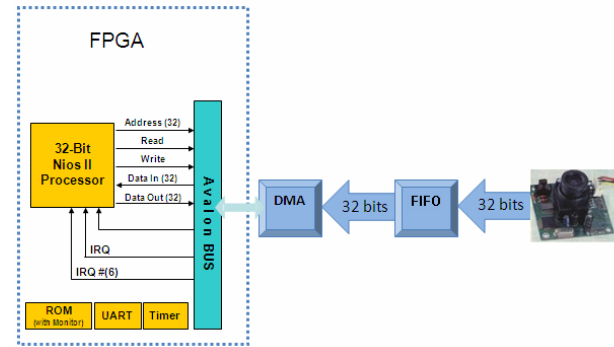 FPGA
32-Bit
Nios II
Processor
Address (32)
Read
Write
Data In (32)
Data Out (32)
IRQ
IRQ #(6)
Avalon BUS
DMA
32 bits
FIFO
32 bits
ROM
(with Monitor)
UART
Timer